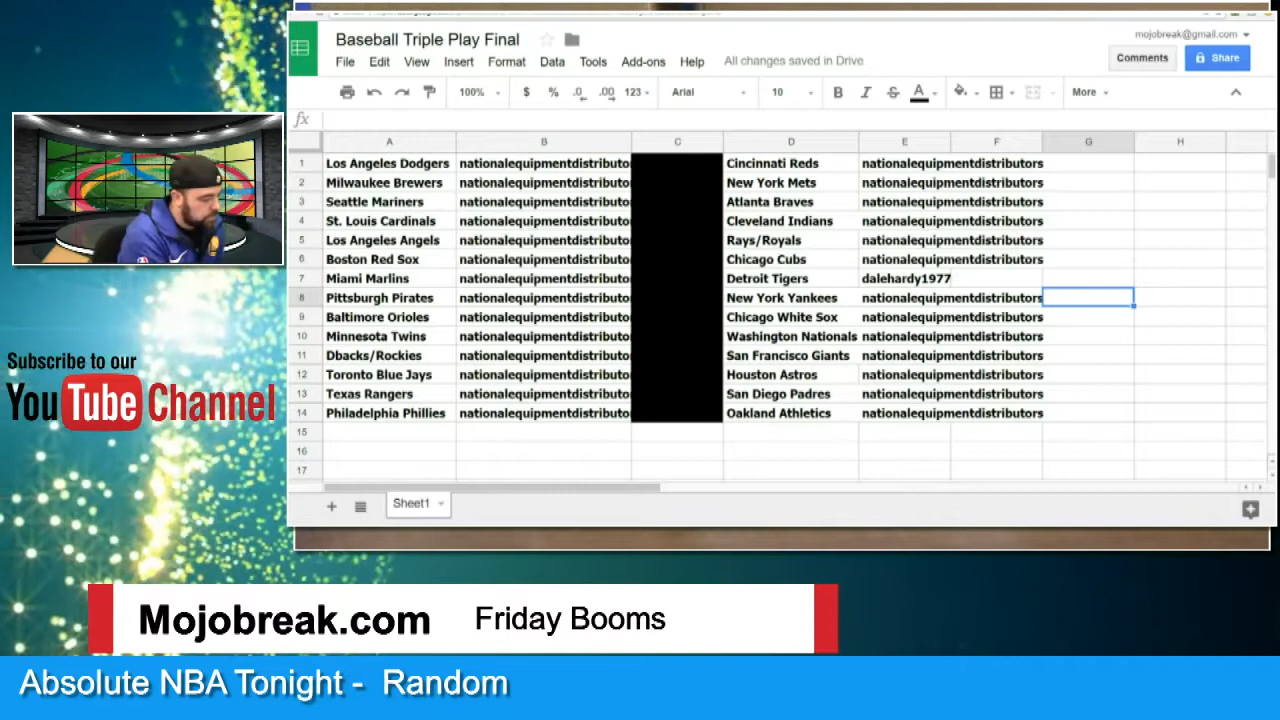 Baseball Triple Play Final
mojobreak@gmail.com
File Edit View Insert Format Data Tools Add-ons Help All changes saved in Drive
Comments Share
100% $ % .0 .00 123 Arial 10 B I S A More
fx
A B C D E F G H
1 Los Angeles Dodgers nationalequipmentdistributo Cincinnati Reds nationalequipmentdistributors
2 Milwaukee Brewers nationalequipmentdistributo New York Mets nationalequipmentdistributors
3 Seattle Mariners nationalequipmentdistributo Atlanta Braves nationalequipmentdistributors
4 St. Louis Cardinals nationalequipmentdistributo Cleveland Indians nationalequipmentdistributors
5 Los Angeles Angels nationalequipmentdistributo Rays/Royals nationalequipmentdistributors
6 Boston Red Sox nationalequipmentdistributo Chicago Cubs nationalequipmentdistributors
7 Miami Marlins nationalequipmentdistributo Detroit Tigers dalehardy1977
8 Pittsburgh Pirates nationalequipmentdistributo New York Yankees nationalequipmentdistributors
9 Baltimore Orioles nationalequipmentdistributo Chicago White Sox nationalequipmentdistributors
10 Minnesota Twins nationalequipmentdistributo Washington Nationals nationalequipmentdistributors
11 Dbacks/Rockies nationalequipmentdistributo San Francisco Giants nationalequipmentdistributors
12 Toronto Blue Jays nationalequipmentdistributo Houston Astros nationalequipmentdistributors
13 Texas Rangers nationalequipmentdistributo San Diego Padres nationalequipmentdistributors
14 Philadelphia Phillies nationalequipmentdistributo Oakland Athletics nationalequipmentdistributors
15
16
17
Sheet1
Subscribe to our
YouTube Channel
Mojobreak.com Friday Booms
Absolute NBA Tonight - Random